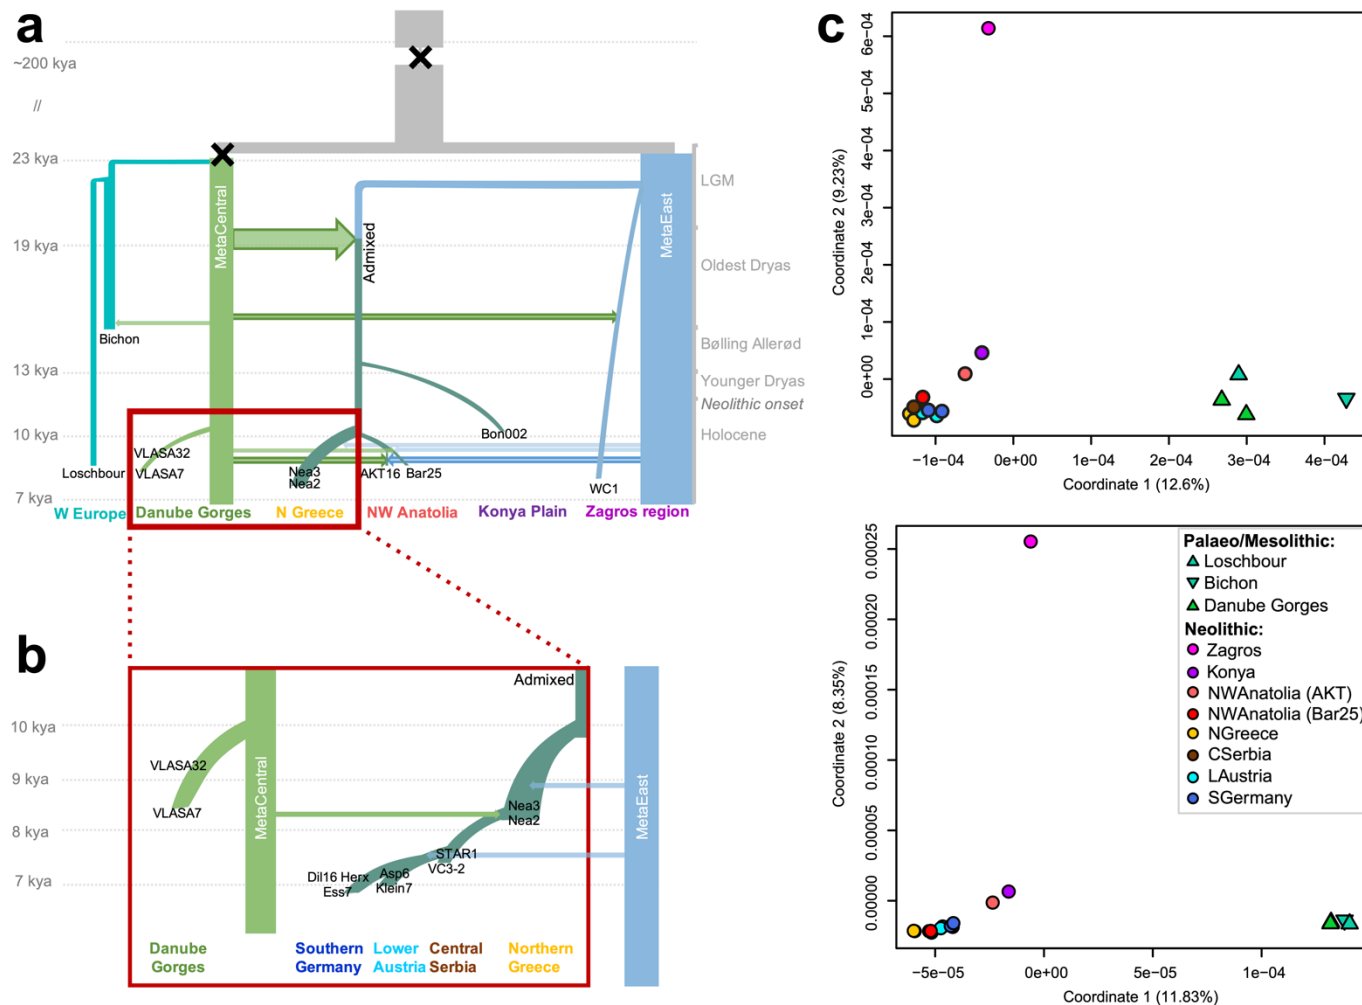 a
~200 kya
//
23 kya
19 kya
13 kya
10 kya
7 kya
MetaCentral
Admixed
MetaEast
LGM
Oldest Dryas
Bølling Allerød
Younger Dryas
Neolithic onset
Holocene
Bichon
Loschbour
VLASA32
VLASA7
Nea3
Nea2
AKT16
Bar25
Bon002
WC1
W Europe
Danube Gorges
N Greece
NW Anatolia
Konya Plain
Zagros region
b
10 kya
9 kya
8 kya
7 kya
Admixed
MetaCentral
MetaEast
VLASA32
VLASA7
Nea3
Nea2
STAR1
VC3-2
Dil16 Herx
Ess7
Asp6
Klein7
Danube
Gorges
Southern
Germany
Lower
Austria
Central
Serbia
Northern
Greece
c
Coordinate 2 (9.23%)
6e-04
5e-04
4e-04
3e-04
2e-04
1e-04
0e+00
−1e-04
0e+00
1e-04
2e-04
3e-04
4e-04
Coordinate 1 (12.6%)
Coordinate 2 (8.35%)
0.00025
0.00020
0.00015
0.00010
0.00005
0.00000
−5e-05
0e+00
5e-05
1e-04
Coordinate 1 (11.83%)
Palaeo/Mesolithic:
Loschbour
Bichon
Danube Gorges
Neolithic:
Zagros
Konya
NWAnatolia (AKT)
NWAnatolia (Bar25)
NGreece
CSerbia
LAustria
SGermany